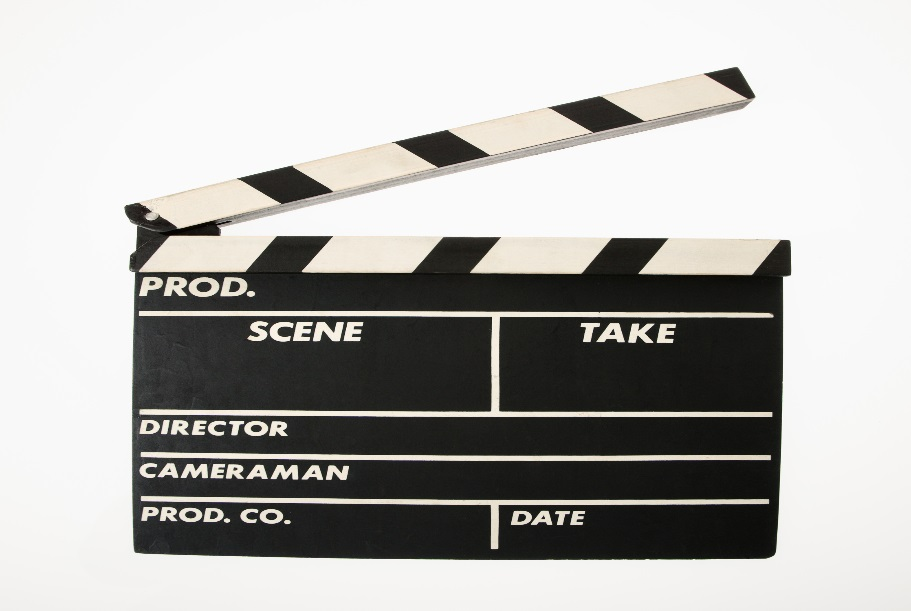 PROD.
SCENE TAKE
DIRECTOR
CAMERAMAN
PROD. CO. DATE